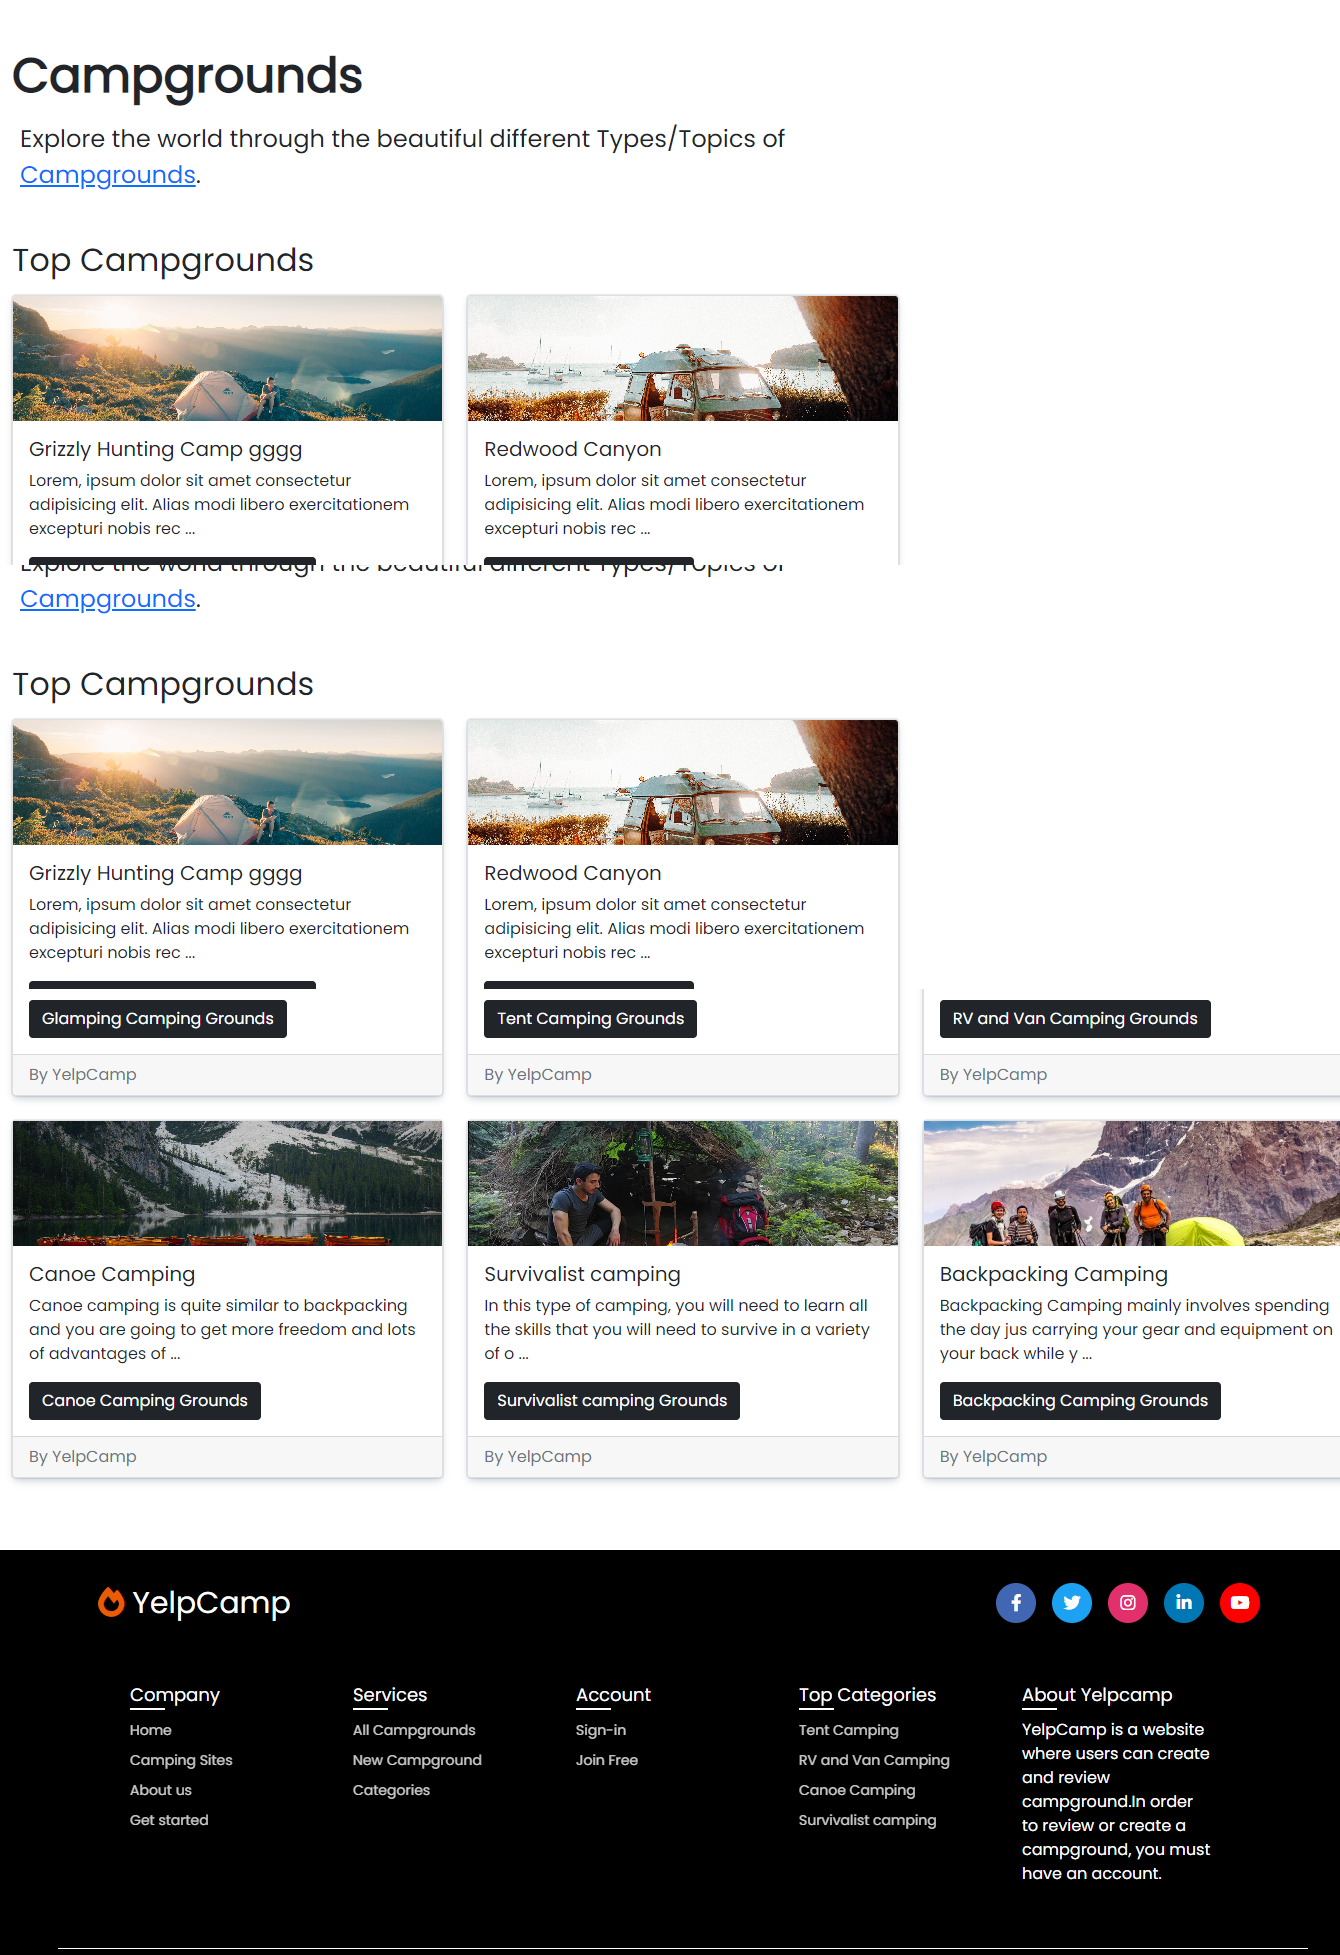 Campgrounds
Explore the world through the beautiful different Types/Topics of
Campgrounds.
Top Campgrounds
Grizzly Hunting Camp gggg
Lorem, ipsum dolor sit amet consectetur
adipisicing elit. Alias modi libero exercitationem
excepturi nobis rec ...
Redwood Canyon
Lorem, ipsum dolor sit amet consectetur
adipisicing elit. Alias modi libero exercitationem
excepturi nobis rec ...
Explore the world through the beautiful different Types/Topics of
Campgrounds.
Top Campgrounds
Grizzly Hunting Camp gggg
Lorem, ipsum dolor sit amet consectetur
adipisicing elit. Alias modi libero exercitationem
excepturi nobis rec ...
Redwood Canyon
Lorem, ipsum dolor sit amet consectetur
adipisicing elit. Alias modi libero exercitationem
excepturi nobis rec ...
Glamping Camping Grounds
By YelpCamp
Tent Camping Grounds
By YelpCamp
RV and Van Camping Grounds
By YelpCamp
Canoe Camping
Canoe camping is quite similar to backpacking
and you are going to get more freedom and lots
of advantages of ...
Canoe Camping Grounds
By YelpCamp
Survivalist camping
In this type of camping, you will need to learn all
the skills that you will need to survive in a variety
of o ...
Survivalist camping Grounds
By YelpCamp
Backpacking Camping
Backpacking Camping mainly involves spending
the day jus carrying your gear and equipment on
your back while y ...
Backpacking Camping Grounds
By YelpCamp
YelpCamp
Company
Home
Camping Sites
About us
Get started
Services
All Campgrounds
New Campground
Categories
Account
Sign-in
Join Free
Top Categories
Tent Camping
RV and Van Camping
Canoe Camping
Survivalist camping
About Yelpcamp
YelpCamp is a website
where users can create
and review
campground.In order
to review or create a
campground, you must
have an account.